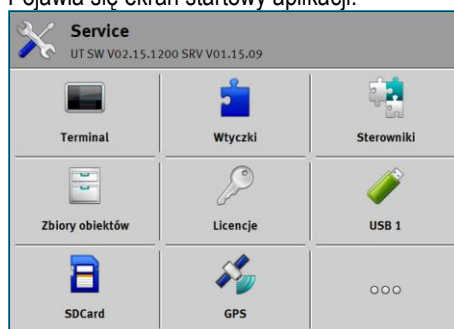 Pojawia się ekran startowy aplikacji:
Service
UT SW V02.15.1200 SRV V01.15.09
Terminal
Wtyczki
Sterowniki
Zbiory obiektów
Licencje
USB 1
SDCard
GPS